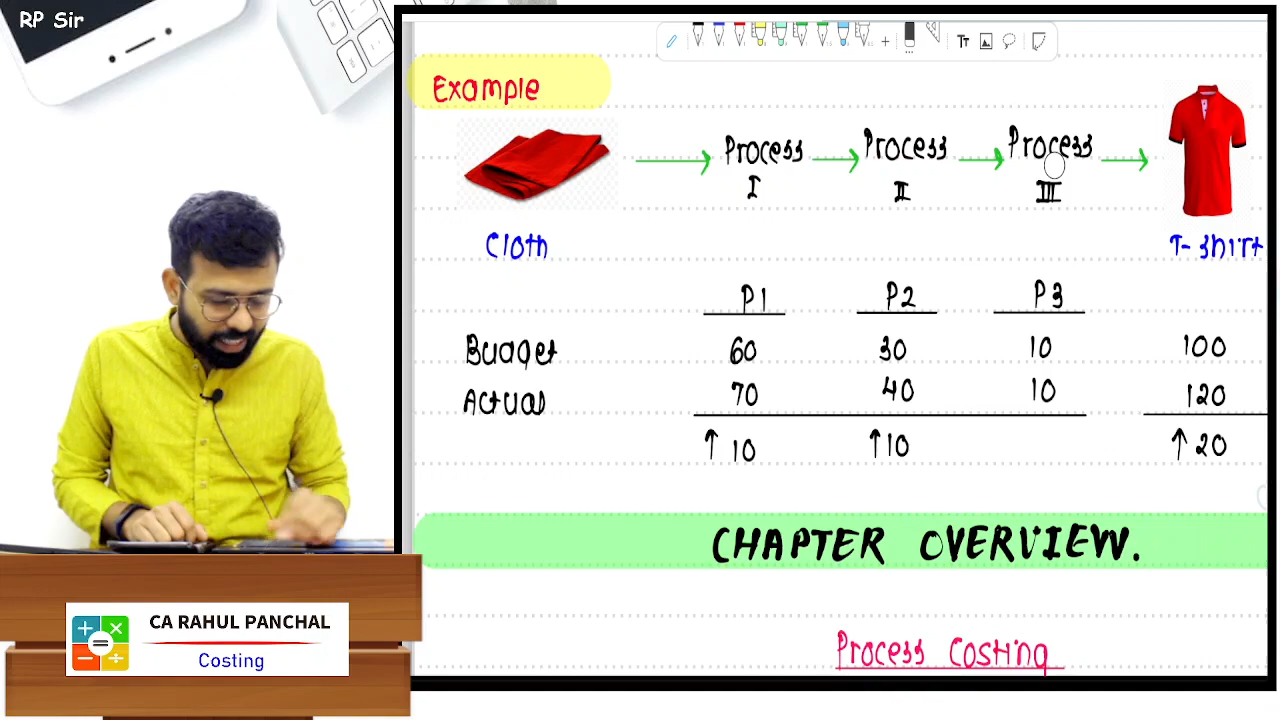 RP Sir
TT
Example
Process I
Process II
Process III
Cloth
T-Shirt
P1 P2 P3
Budget 60 30 10 100
Actual 70 40 10 120
↑ 10 ↑ 10 ↑ 20
CHAPTER OVERVIEW.
Process Costing
CA RAHUL PANCHAL
Costing